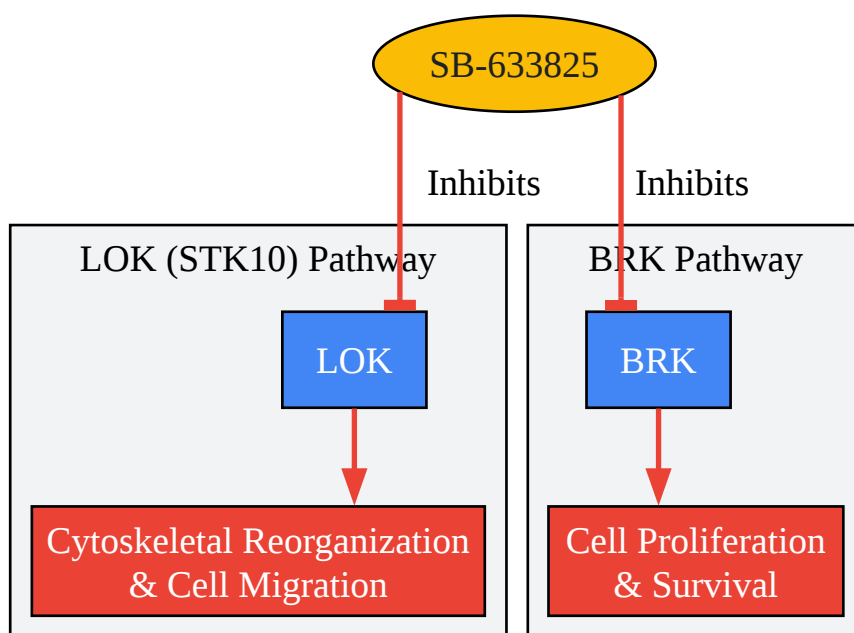 SB-633825
Inhibits
Inhibits
LOK (STK10) Pathway
BRK Pathway
LOK
BRK
Cytoskeletal Reorganization
& Cell Migration
Cell Proliferation
& Survival